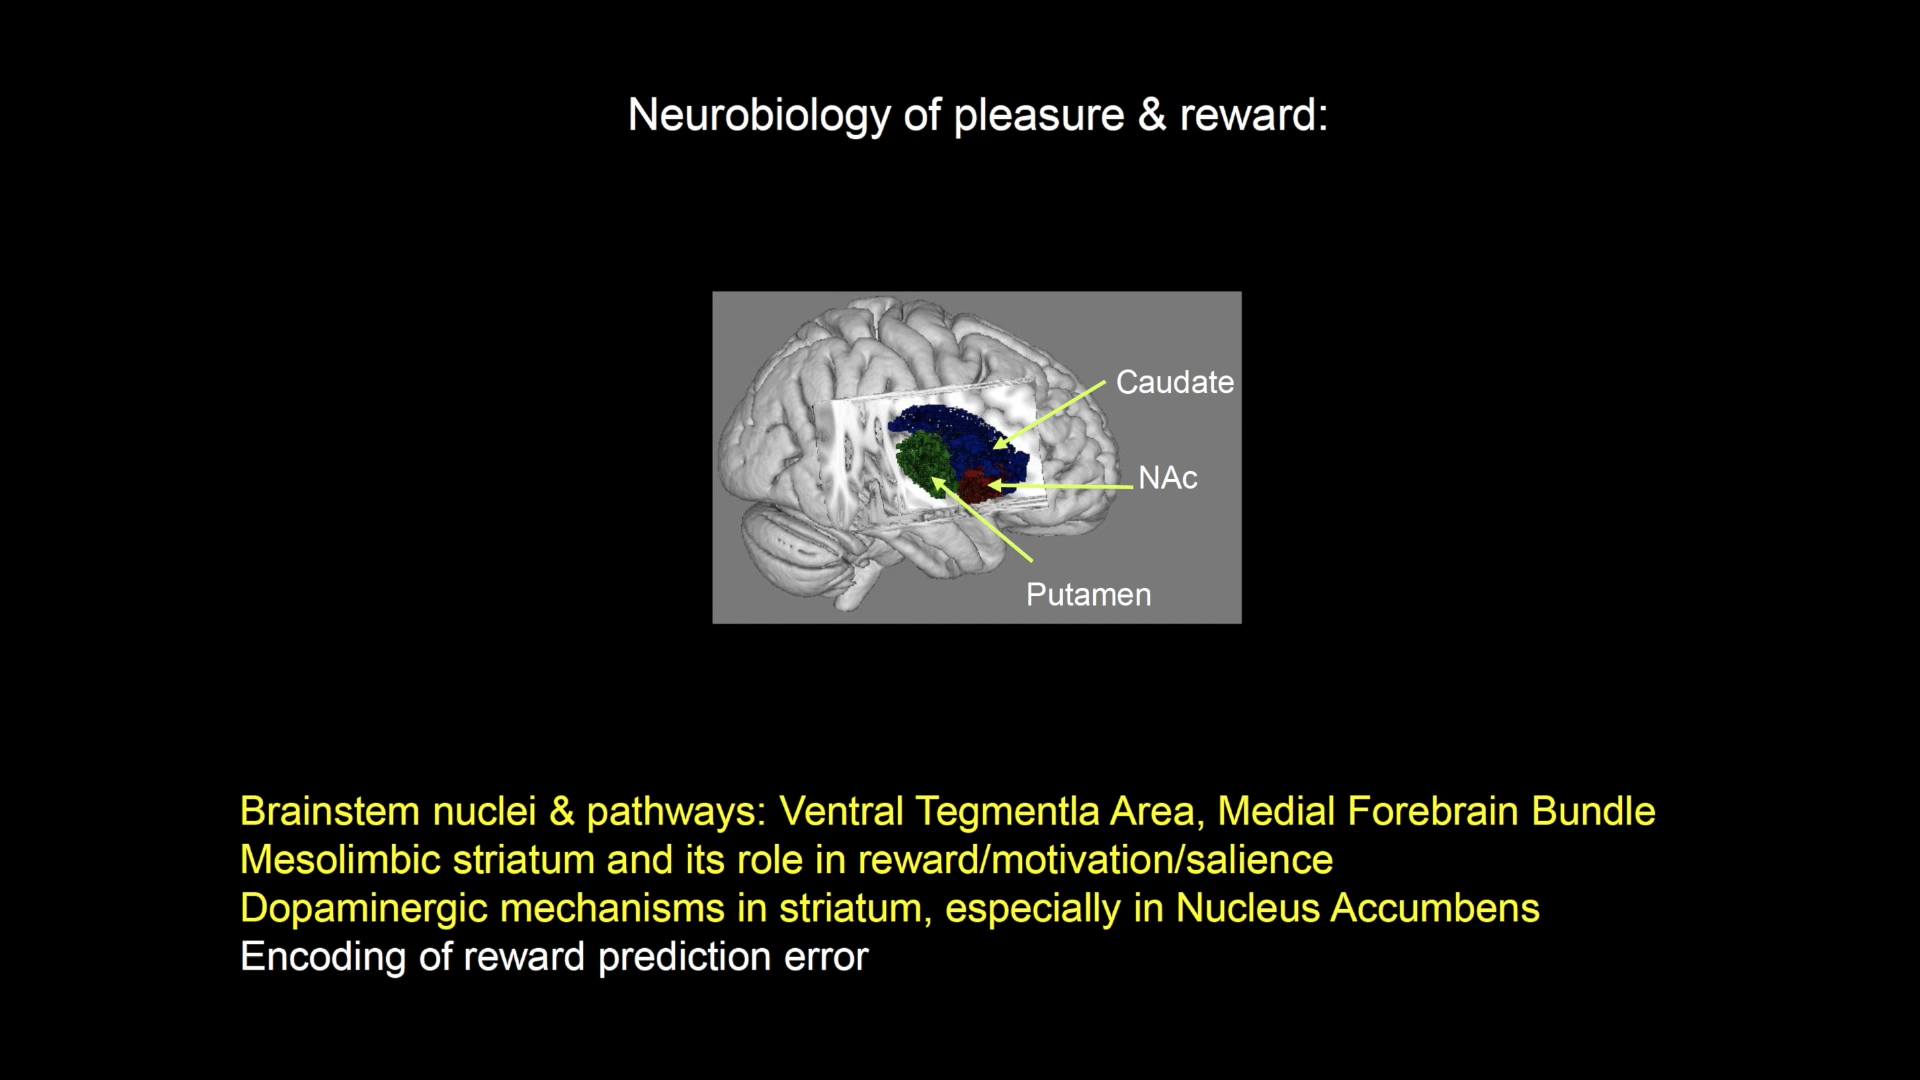 Neurobiology of pleasure & reward:
Caudate
NAc
Putamen
Brainstem nuclei & pathways: Ventral Tegmentla Area, Medial Forebrain Bundle
Mesolimbic striatum and its role in reward/motivation/salience
Dopaminergic mechanisms in striatum, especially in Nucleus Accumbens
Encoding of reward prediction error